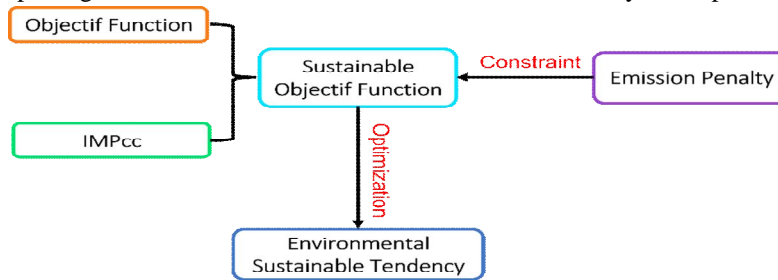 Objectif Function
Sustainable
Objectif Function
Constraint
Emission Penalty
IMPcc
Optimization
Environmental
Sustainable Tendency